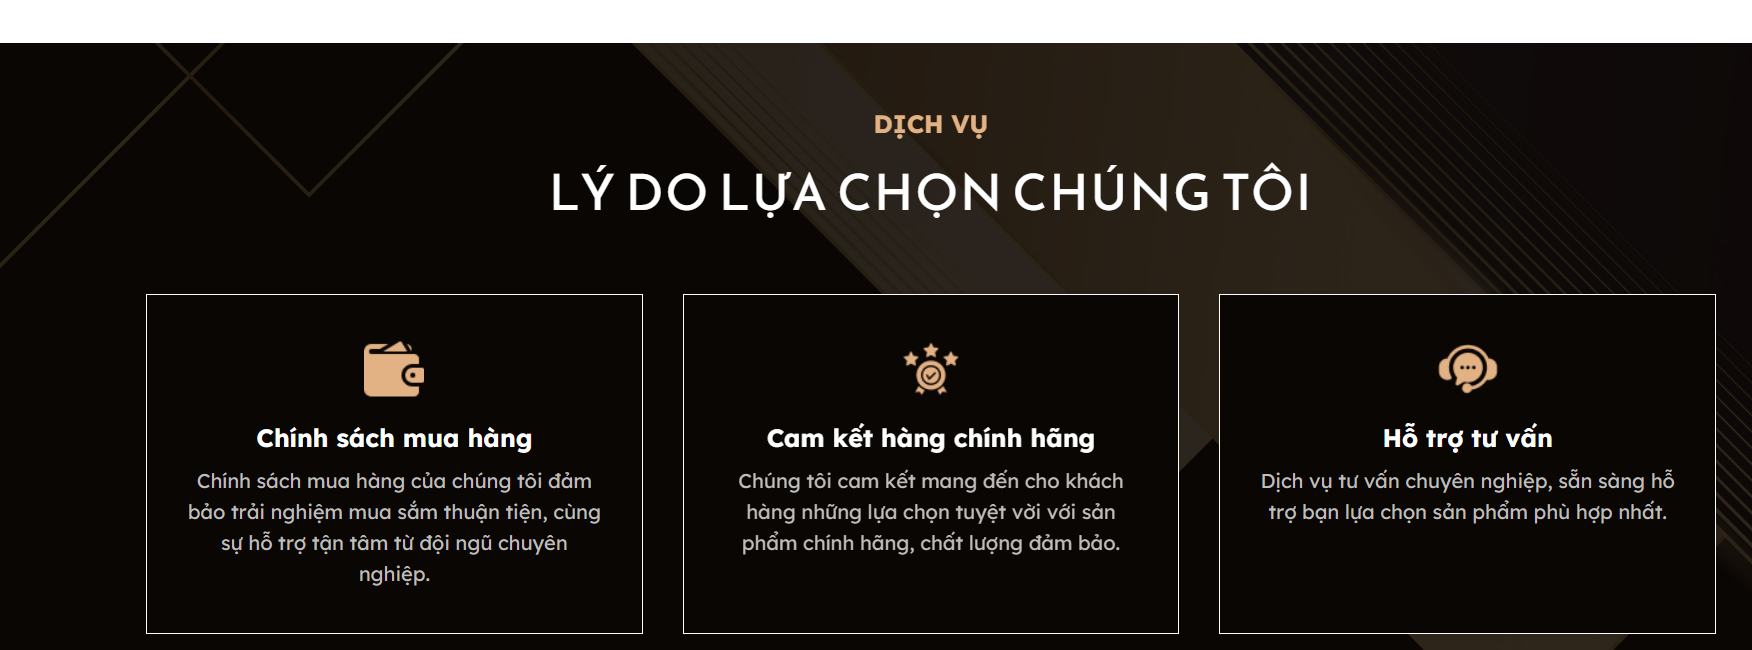 DỊCH VỤ
LÝ DO LỰA CHỌN CHÚNG TÔI
Chính sách mua hàng
Chính sách mua hàng của chúng tôi đảm
bảo trải nghiệm mua sắm thuận tiện, cùng
sự hỗ trợ tận tâm từ đội ngũ chuyên
nghiệp.
Cam kết hàng chính hãng
Chúng tôi cam kết mang đến cho khách
hàng những lựa chọn tuyệt vời với sản
phẩm chính hãng, chất lượng đảm bảo.
Hỗ trợ tư vấn
Dịch vụ tư vấn chuyên nghiệp, sẵn sàng hỗ
trợ bạn lựa chọn sản phẩm phù hợp nhất.